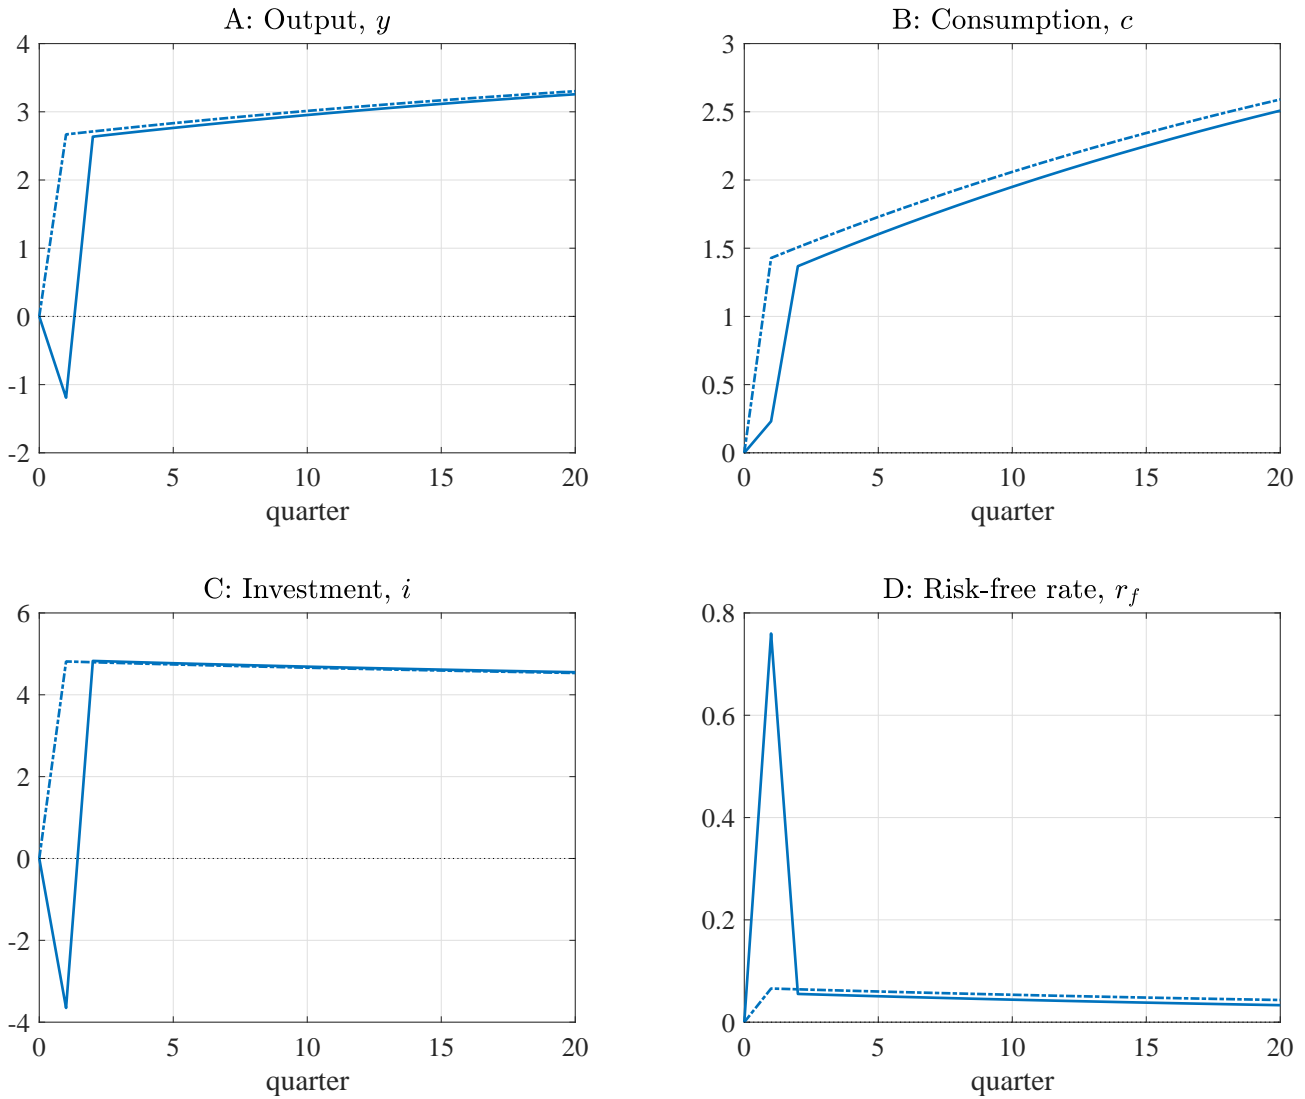 A: Output, y
4
3
2
1
0
-1
-2
0 5 10 15 20
quarter
B: Consumption, c
3
2.5
2
1.5
1
0.5
0
0 5 10 15 20
quarter
C: Investment, i
6
4
2
0
-2
-4
0 5 10 15 20
quarter
D: Risk-free rate, r_f
0.8
0.6
0.4
0.2
0
0 5 10 15 20
quarter